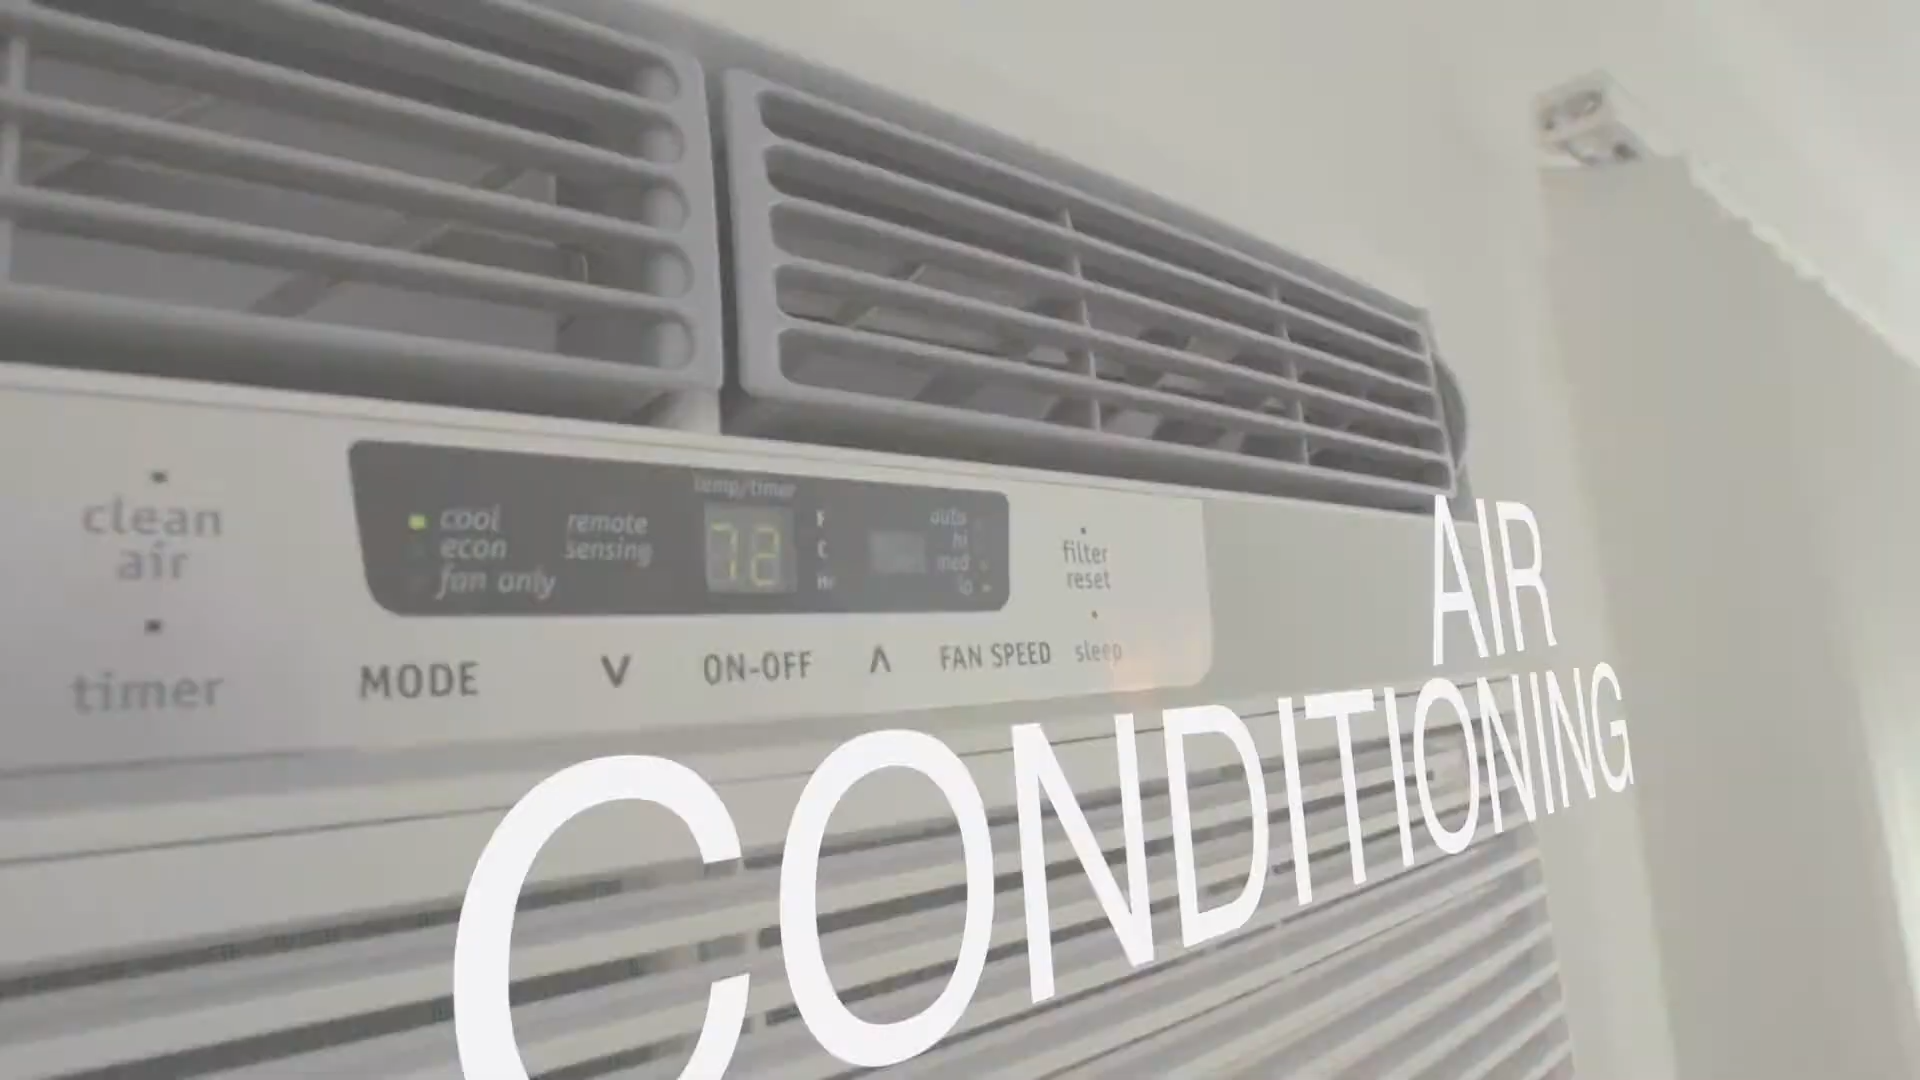 clean
air
timer
cool
econ
fan only
remote
sensing
temp/timer
72
F
C
auto
hi
med
lo
filter
reset
sleep
MODE
V
ON-OFF
Λ
FAN SPEED
AIR
CONDITIONING